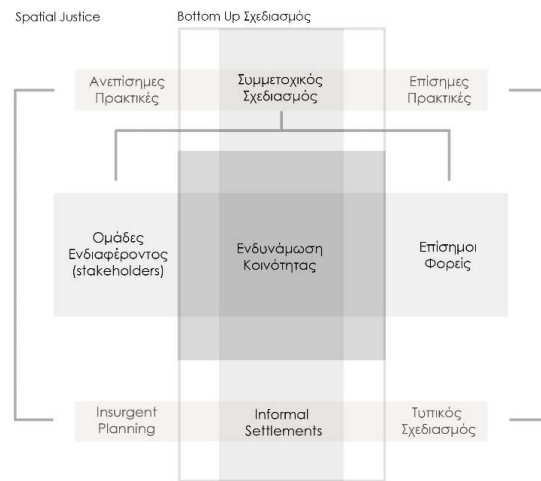 Spatial Justice
Bottom Up Σχεδιασμός
Ανεπίσημες
Πρακτικές
Συμμετοχικός
Σχεδιασμός
Επίσημες
Πρακτικές
Ομάδες
Ενδιαφέροντος
(stakeholders)
Ενδυνάμωση
Κοινότητας
Επίσημοι
Φορείς
Insurgent
Planning
Informal
Settlements
Τυπικός
Σχεδιασμός